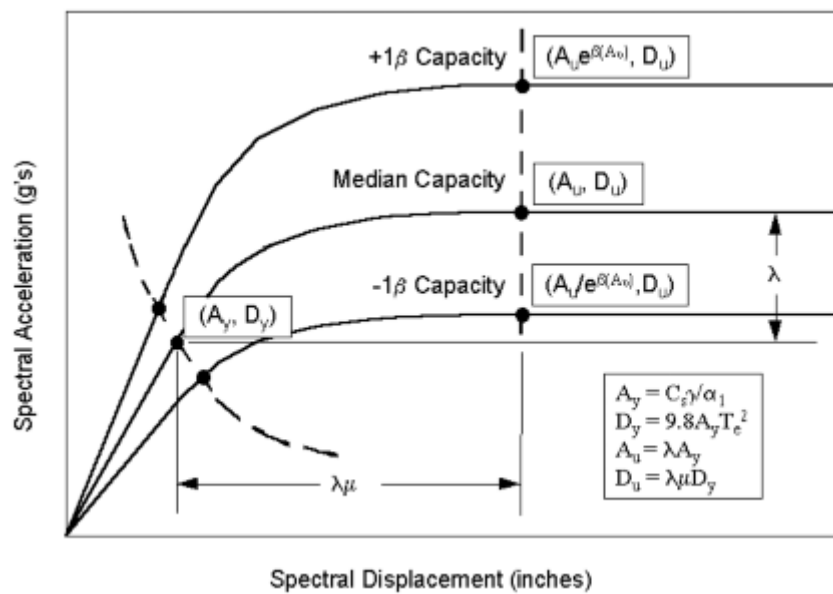 +1β Capacity
(A_u e^β(A_u), D_u)
Median Capacity
(A_u, D_u)
-1β Capacity
(A_u/e^β(A_u),D_u)
λ
(A_y, D_y)
A_y = C_sγ/α_1
D_y = 9.8A_yT_e^2
A_u = λA_y
D_u = λμD_y
λμ
Spectral Acceleration (g's)
Spectral Displacement (inches)